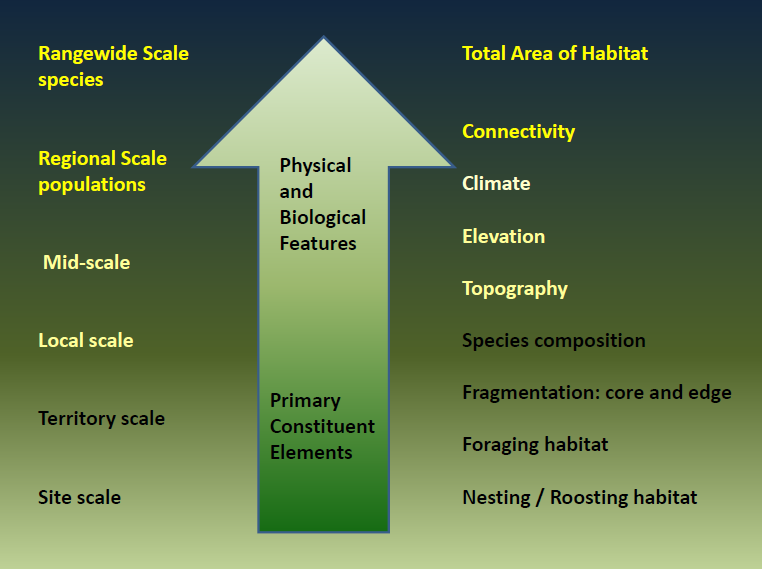 Rangewide Scale
species
Regional Scale
populations
Mid-scale
Local scale
Territory scale
Site scale
Physical
and
Biological
Features
Primary
Constituent
Elements
Total Area of Habitat
Connectivity
Climate
Elevation
Topography
Species composition
Fragmentation: core and edge
Foraging habitat
Nesting / Roosting habitat